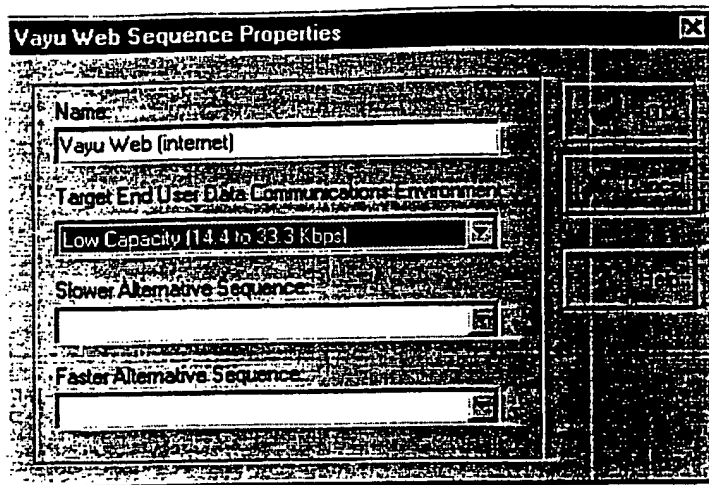 Vayu Web Sequence Properties
Name:
Vayu Web (internet)
Target End User Data Communications Environment:
Low Capacity (14.4 to 33.3 Kbps)
Slower Alternative Sequence:
Faster Alternative Sequence:
Cancel